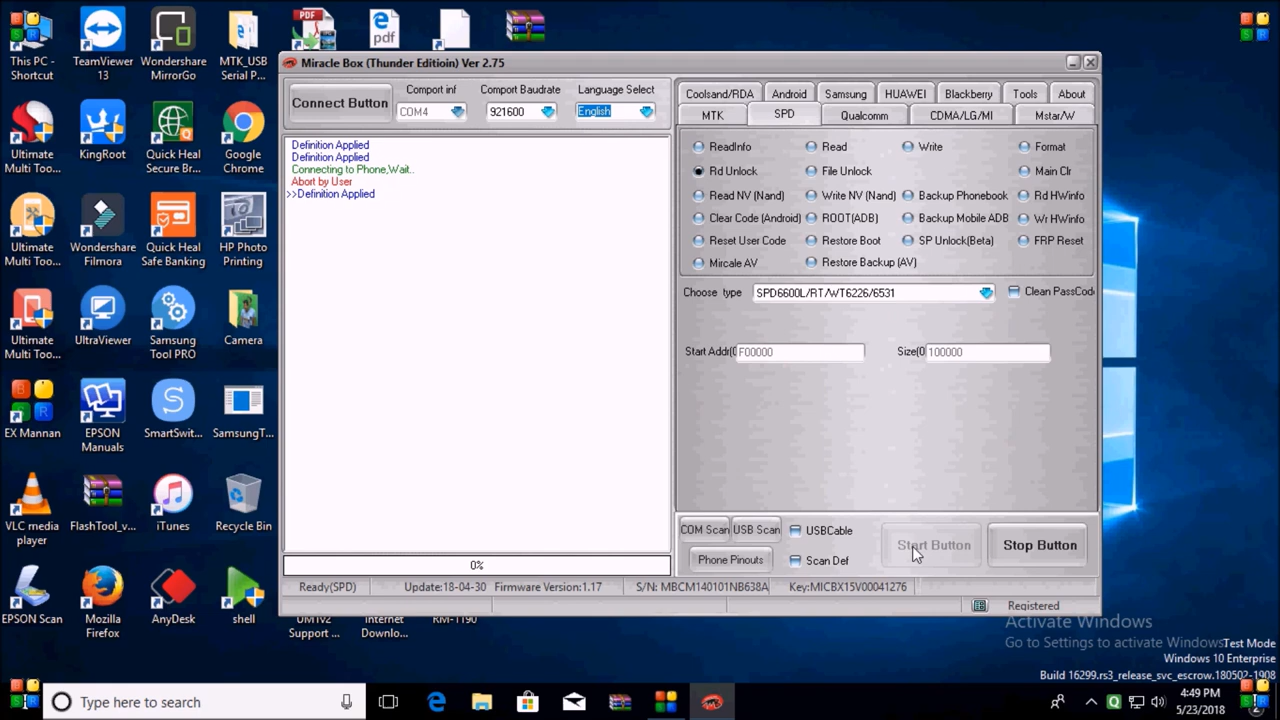 This PC -
Shortcut
TeamViewer
13
Wondershare
MirrorGo
MTK_USB
Serial P...
PDF
pdf
Ultimate
Multi Too...
KingRoot
Quick Heal
Secure Br...
Google
Chrome
Ultimate
Multi Too...
Wondershare
Filmora
Quick Heal
Safe Banking
HP Photo
Printing
Ultimate
Multi Too...
UltraViewer
Samsung
Tool PRO
Camera
EX Mannan
EPSON
Manuals
SmartSwit...
SamsungT...
VLC media
player
FlashTool_v...
iTunes
Recycle Bin
EPSON Scan
Mozilla
Firefox
AnyDesk
shell
UMTv2
Support ...
Internet
Downlo...
RM-1190
Miracle Box (Thunder Editioin) Ver 2.75
Connect Button
Comport inf
COM4
Comport Baudrate
921600
Language Select
English
Definition Applied
Definition Applied
Connecting to Phone,Wait..
Abort by User
>>Definition Applied
0%
Coolsand/RDA Android Samsung HUAWEI Blackberry Tools About
MTK SPD Qualcomm CDMA/LG/MI Mstar/W
ReadInfo Read Write Format
Rd Unlock File Unlock Main Clr
Read NV (Nand) Write NV (Nand) Backup Phonebook Rd HWinfo
Clear Code (Android) ROOT(ADB) Backup Mobile ADB Wr HWinfo
Reset User Code Restore Boot SP Unlock(Beta) FRP Reset
Mircale AV Restore Backup (AV)
Choose type SPD6600L/RT/WT6226/6531 Clean PassCod
Start Addr(0 F00000 Size(0 100000
COM Scan USB Scan USBCable
Phone Pinouts Scan Def
Start Button Stop Button
Ready(SPD) Update:18-04-30 Firmware Version:1.17 S/N: MBCM140101NB638A Key:MICBX15V00041276
Registered
Activate Windows
Go to Settings to activate Windows.
Test Mode
Windows 10 Enterprise
Build 16299.rs3_release_svc_escrow.180502-1908
Type here to search
4:49 PM
5/23/2018